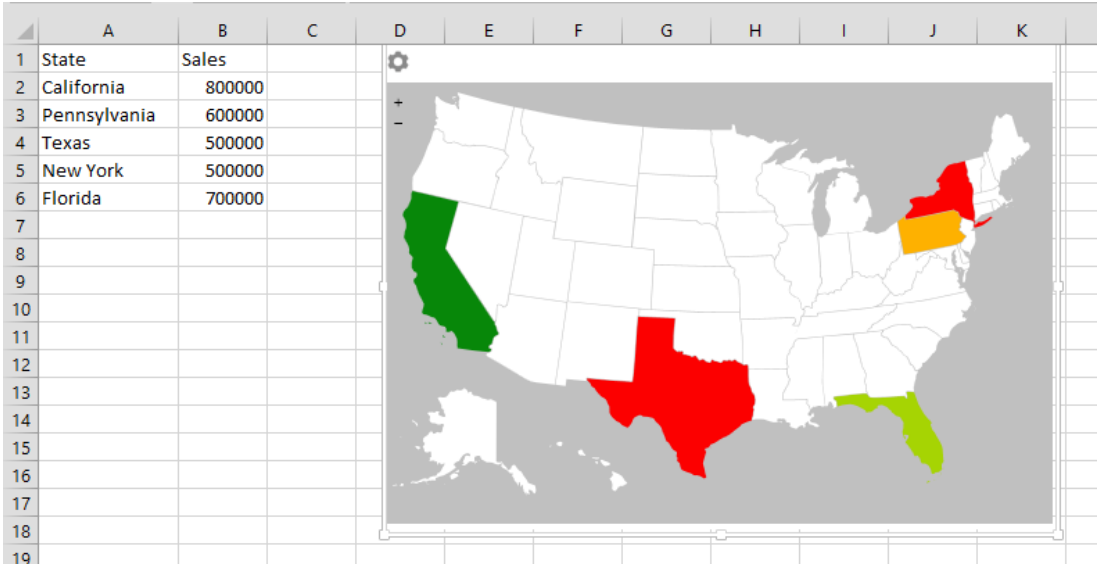 A B C D E F G H I J K
1 State Sales
2 California 800000
3 Pennsylvania 600000
4 Texas 500000
5 New York 500000
6 Florida 700000
7
8
9
10
11
12
13
14
15
16
17
18
19
+
−